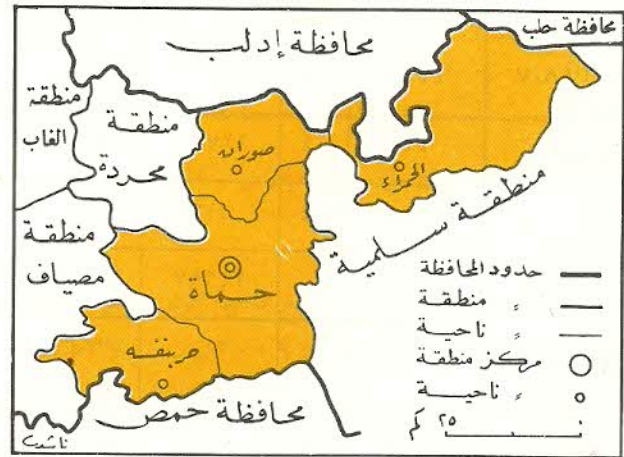 محافظة إدلب
محافظة حلب
منطقة
الغاب
منطقة
محردة
صوران
الحمراء
منطقة سلمية
منطقة
مصياف
حماة
حربنفسه
محافظة حمص
حدود المحافظة
〃 منطقة
〃 ناحية
مركز منطقة
〃 ناحية
٢٥ كم